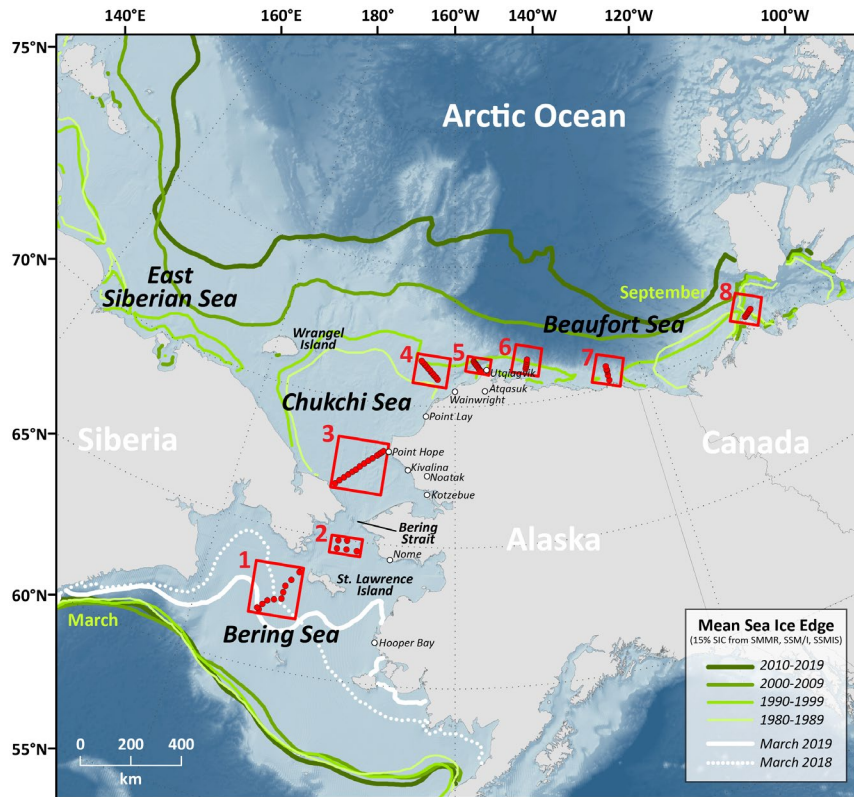 140°E 160°E 180° 160°W 140°W 120°W 100°W
75°N
Arctic Ocean
70°N
East
Siberian Sea
September
8
Beaufort Sea
Wrangel
Island
4 5 6 7
Utqiagvik
Atqasuk
Wainwright
Chukchi Sea
Point Lay
65°N
Siberia
Canada
3
Point Hope
Kivalina
Noatak
Kotzebue
Bering
Strait
Alaska
2
Nome
1
St. Lawrence
Island
60°N
March
Bering Sea
Hooper Bay
Mean Sea Ice Edge
(15% SIC from SMMR, SSM/I, SSMIS)
2010-2019
2000-2009
1990-1999
1980-1989
March 2019
March 2018
55°N
0 200 400
km